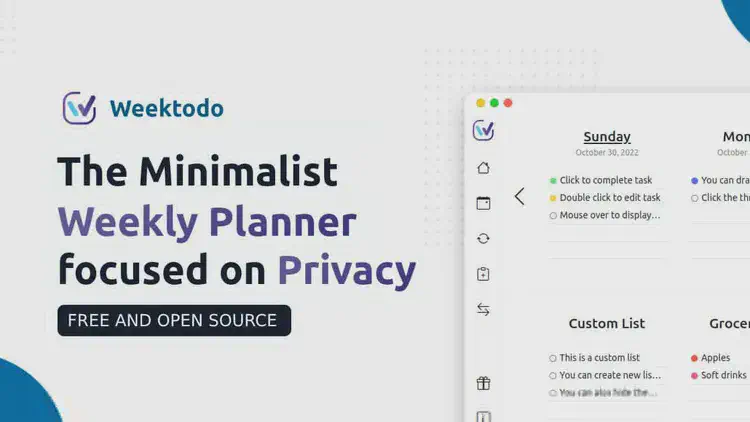 Weektodo
The Minimalist
Weekly Planner
focused on Privacy
FREE AND OPEN SOURCE
Sunday
October 30, 2022
Click to complete task
Double click to edit task
Mouse over to display...
Mon
October
You can dra
Click the th
Custom List
This is a custom list
You can create new lis...
You can also hide the...
Grocer
Apples
Soft drinks